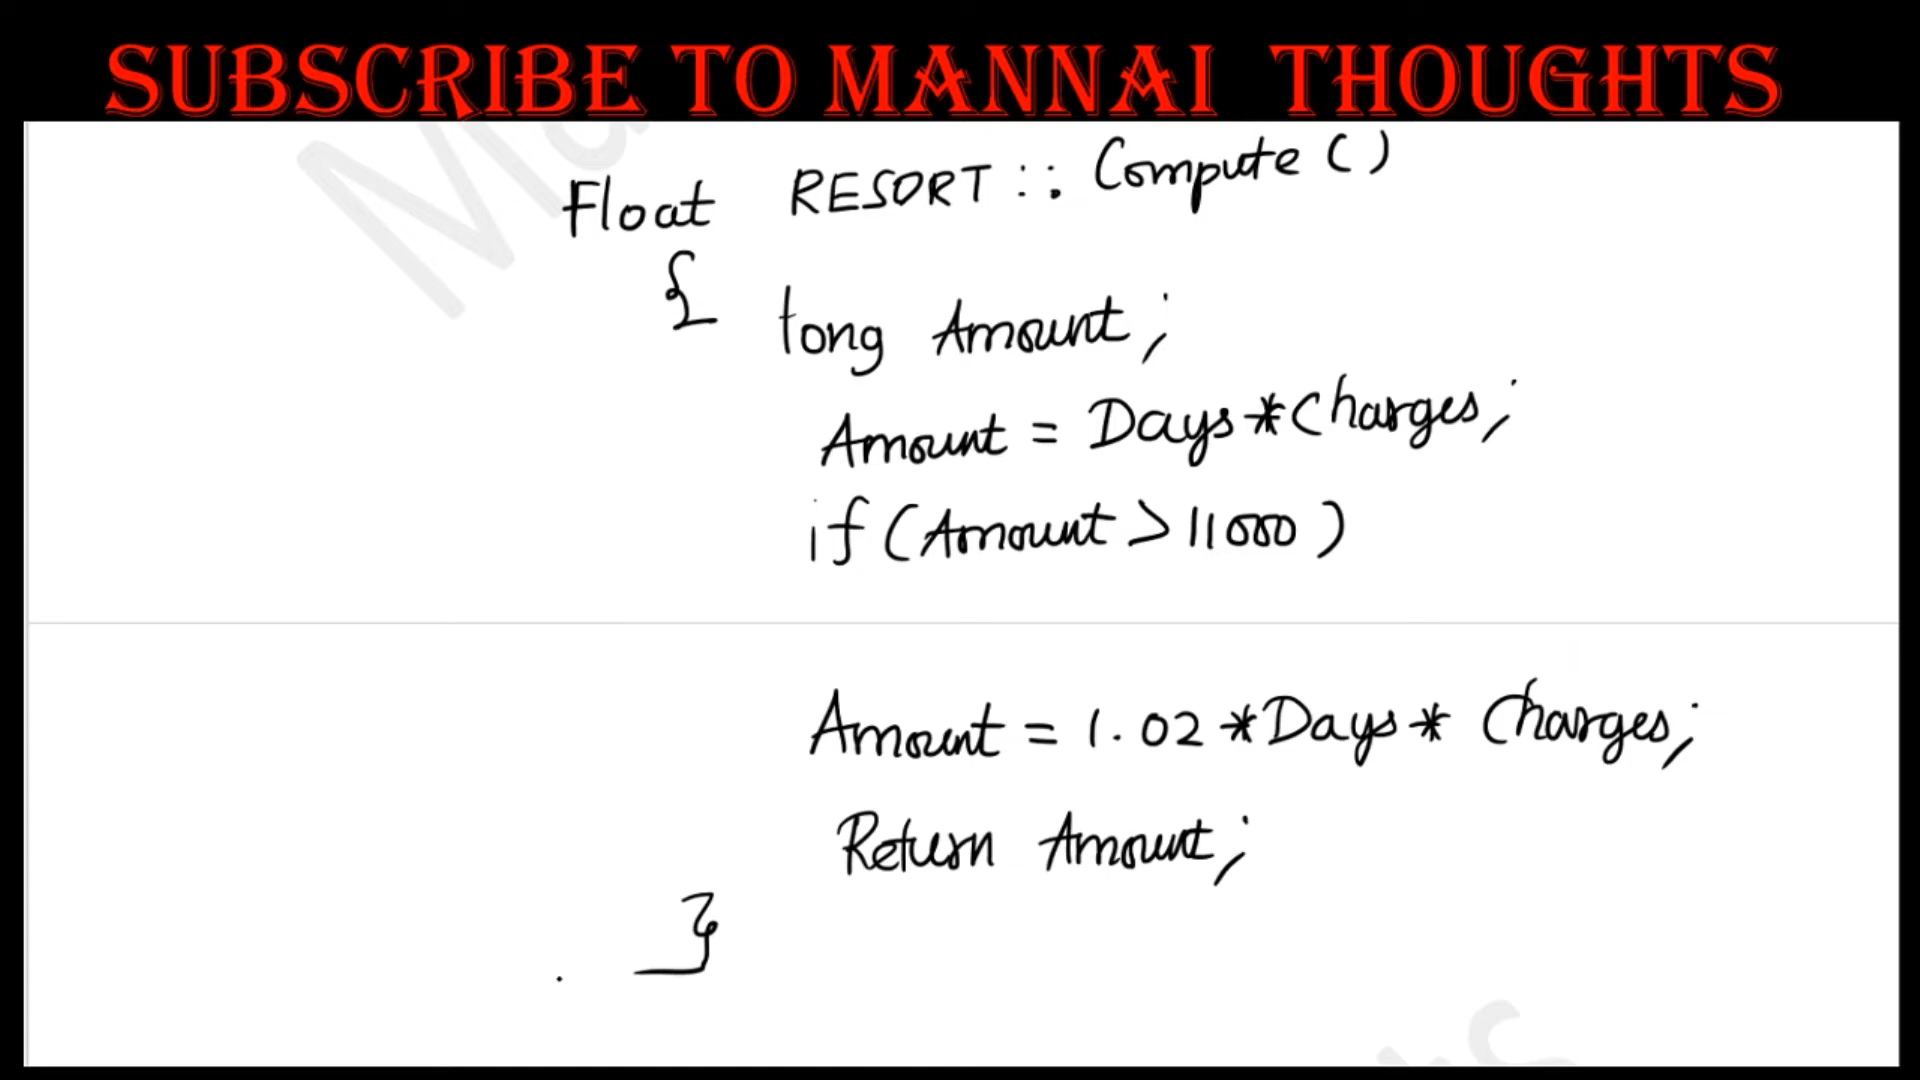 SUBSCRIBE TO MANNAI THOUGHTS
Float RESORT :: Compute ()
{ long Amount;
Amount = Days * Charges;
if (Amount > 11000)
Amount = 1.02 * Days * Charges;
Return Amount;
}